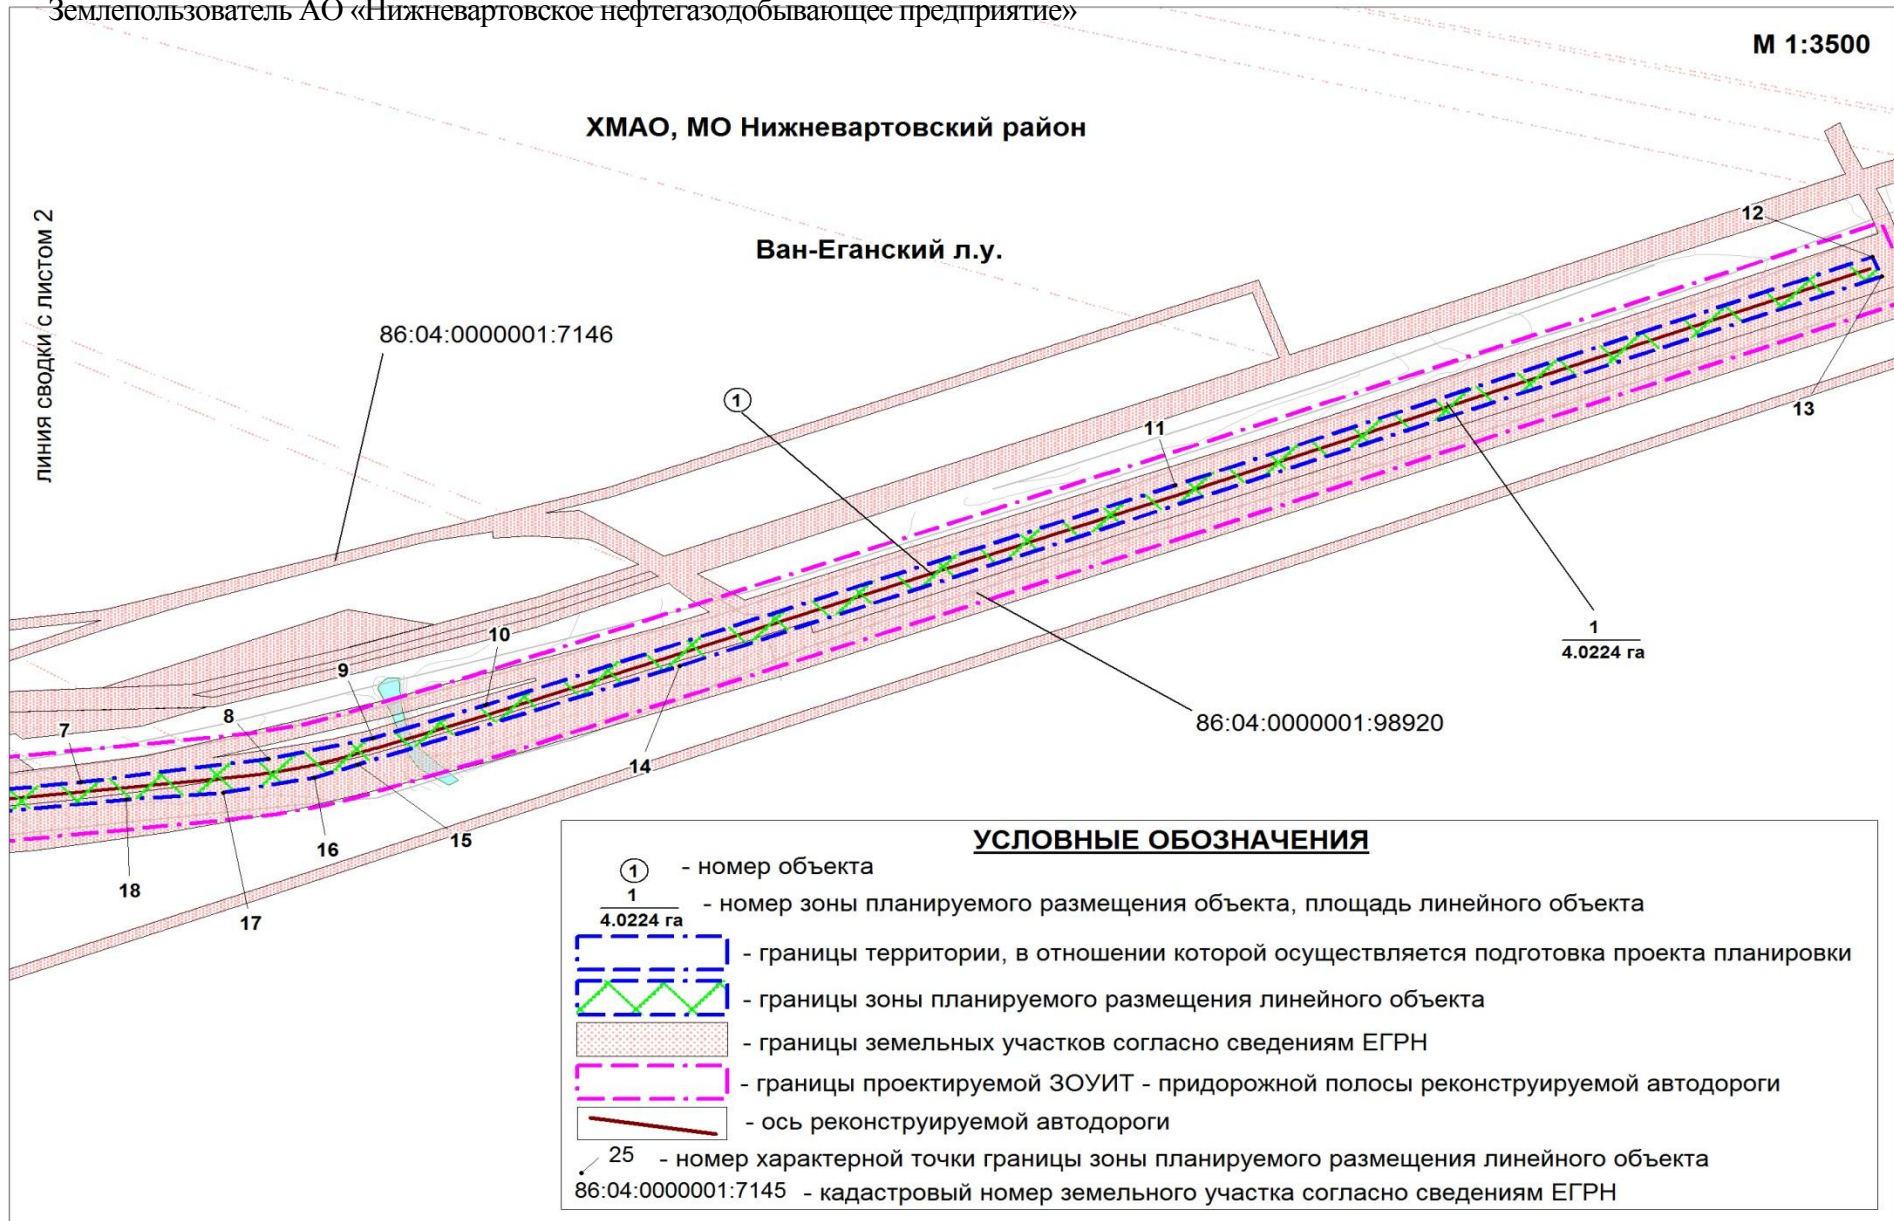 Землепользователь АО «Нижневартовское нефтегазодобывающее предприятие»
М 1:3500
ХМАО, МО Нижневартовский район
Ван-Еганский л.у.
линия сводки с листом 2
86:04:0000001:7146
1
12
11
13
1
4.0224 га
10
9
8
7
14
86:04:0000001:98920
15
16
18
17
УСЛОВНЫЕ ОБОЗНАЧЕНИЯ
1 - номер объекта
1
4.0224 га - номер зоны планируемого размещения объекта, площадь линейного объекта
- границы территории, в отношении которой осуществляется подготовка проекта планировки
- границы зоны планируемого размещения линейного объекта
- границы земельных участков согласно сведениям ЕГРН
- границы проектируемой ЗОУИТ - придорожной полосы реконструируемой автодороги
- ось реконструируемой автодороги
25 - номер характерной точки границы зоны планируемого размещения линейного объекта
86:04:0000001:7145 - кадастровый номер земельного участка согласно сведениям ЕГРН